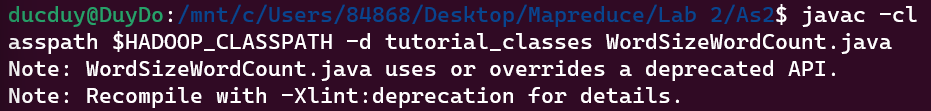 ducduy@DuyDo:/mnt/c/Users/84868/Desktop/Mapreduce/Lab 2/As2$ javac -cl
asspath $HADOOP_CLASSPATH -d tutorial_classes WordSizeWordCount.java
Note: WordSizeWordCount.java uses or overrides a deprecated API.
Note: Recompile with -Xlint:deprecation for details.